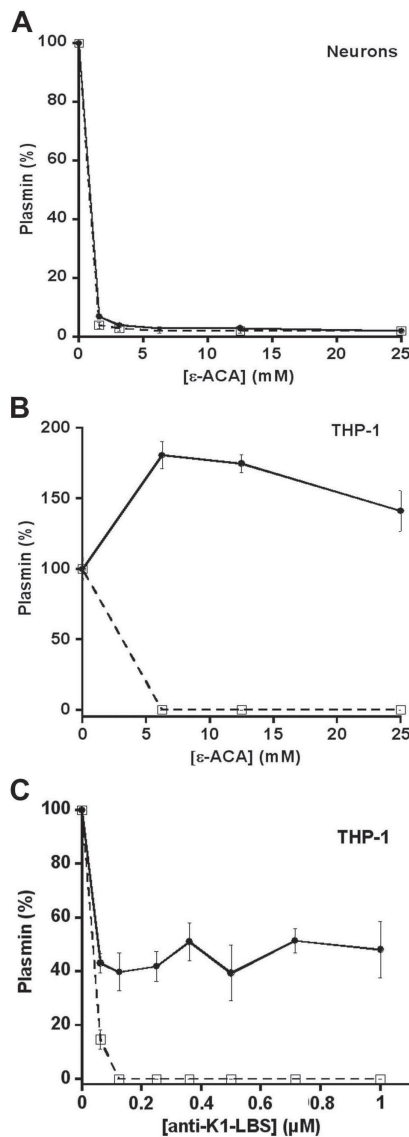 A
Neurons
100
80
60
40
20
0
Plasmin (%)
0 5 10 15 20 25
[ε-ACA] (mM)
B
THP-1
200
150
100
50
0
Plasmin (%)
0 5 10 15 20 25
[ε-ACA] (mM)
C
THP-1
100
80
60
40
20
0
Plasmin (%)
0 0.2 0.4 0.6 0.8 1
[anti-K1-LBS] (µM)